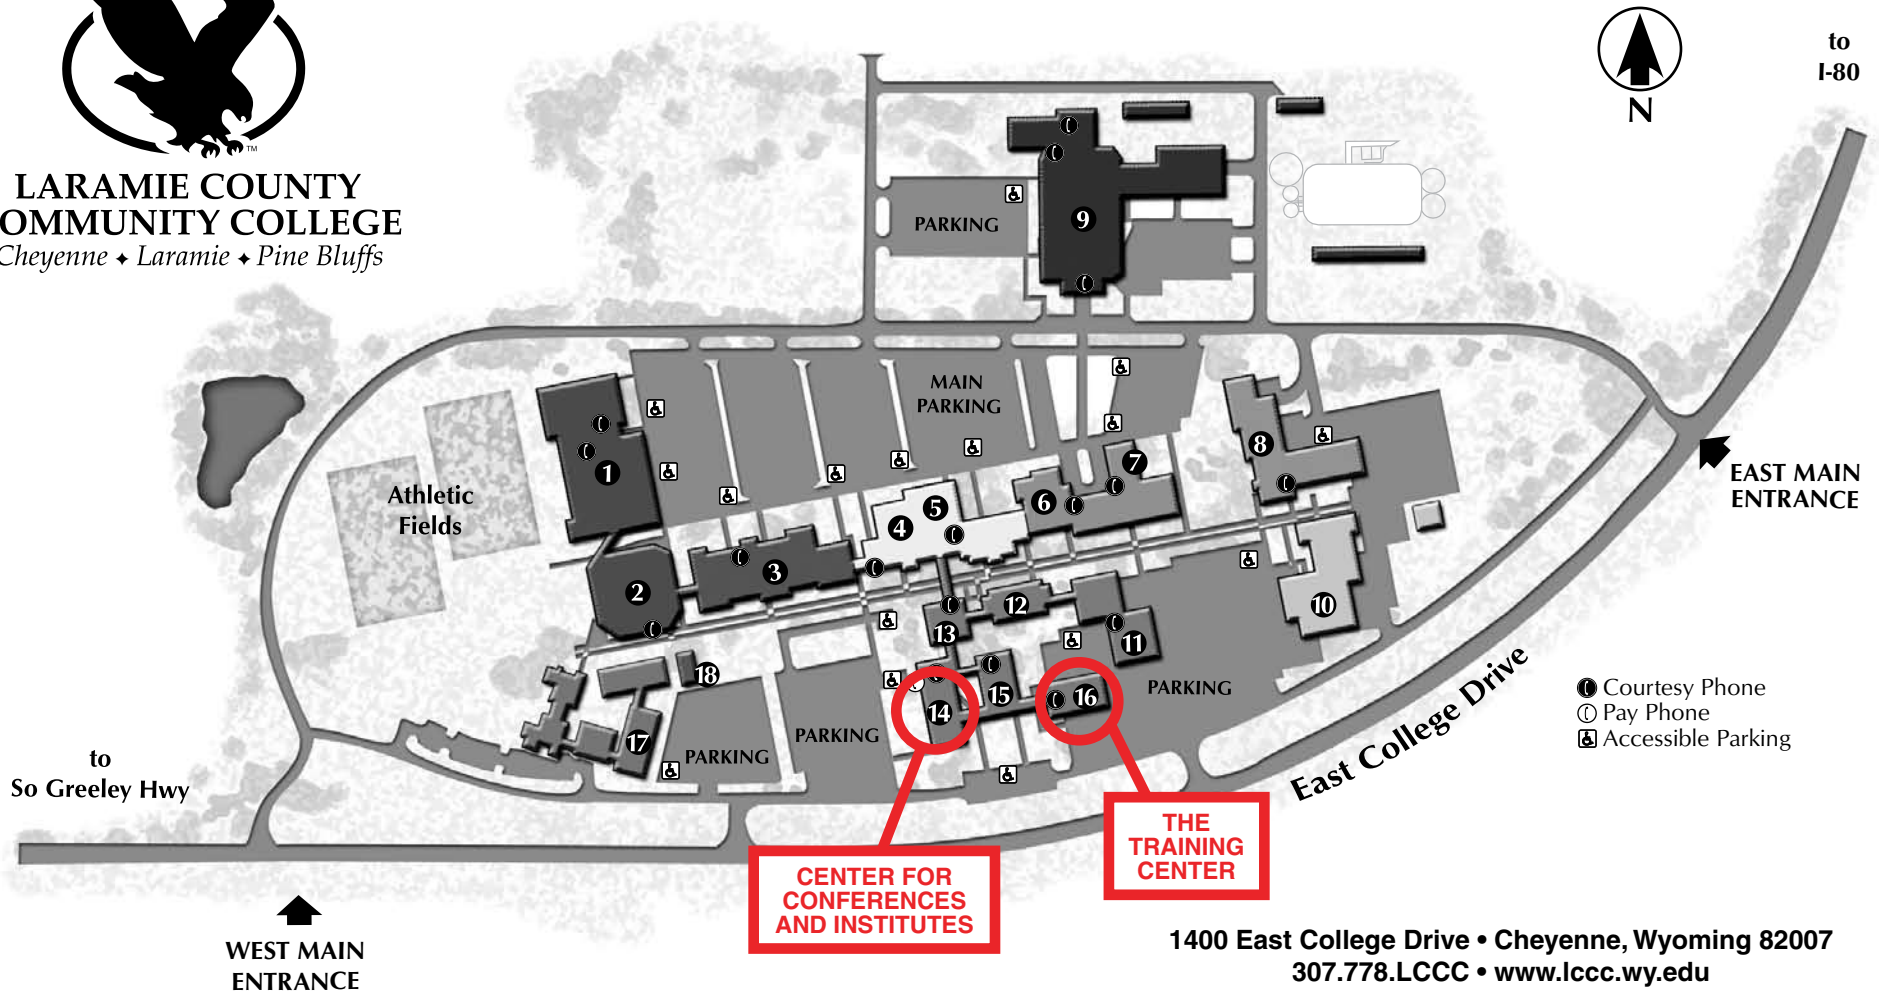 TM
LARAMIE COUNTY
OMMUNITY COLLEGE
Cheyenne ✦ Laramie ✦ Pine Bluffs
N
to
I-80
PARKING
9
MAIN
PARKING
Athletic
Fields
1
2
3
4
5
6
7
8
10
11
12
13
14
15
16
17
18
PARKING
PARKING
PARKING
EAST MAIN
ENTRANCE
East College Drive
Courtesy Phone
Pay Phone
Accessible Parking
to
So Greeley Hwy
WEST MAIN
ENTRANCE
CENTER FOR
CONFERENCES
AND INSTITUTES
THE
TRAINING
CENTER
1400 East College Drive • Cheyenne, Wyoming 82007
307.778.LCCC • www.lccc.wy.edu